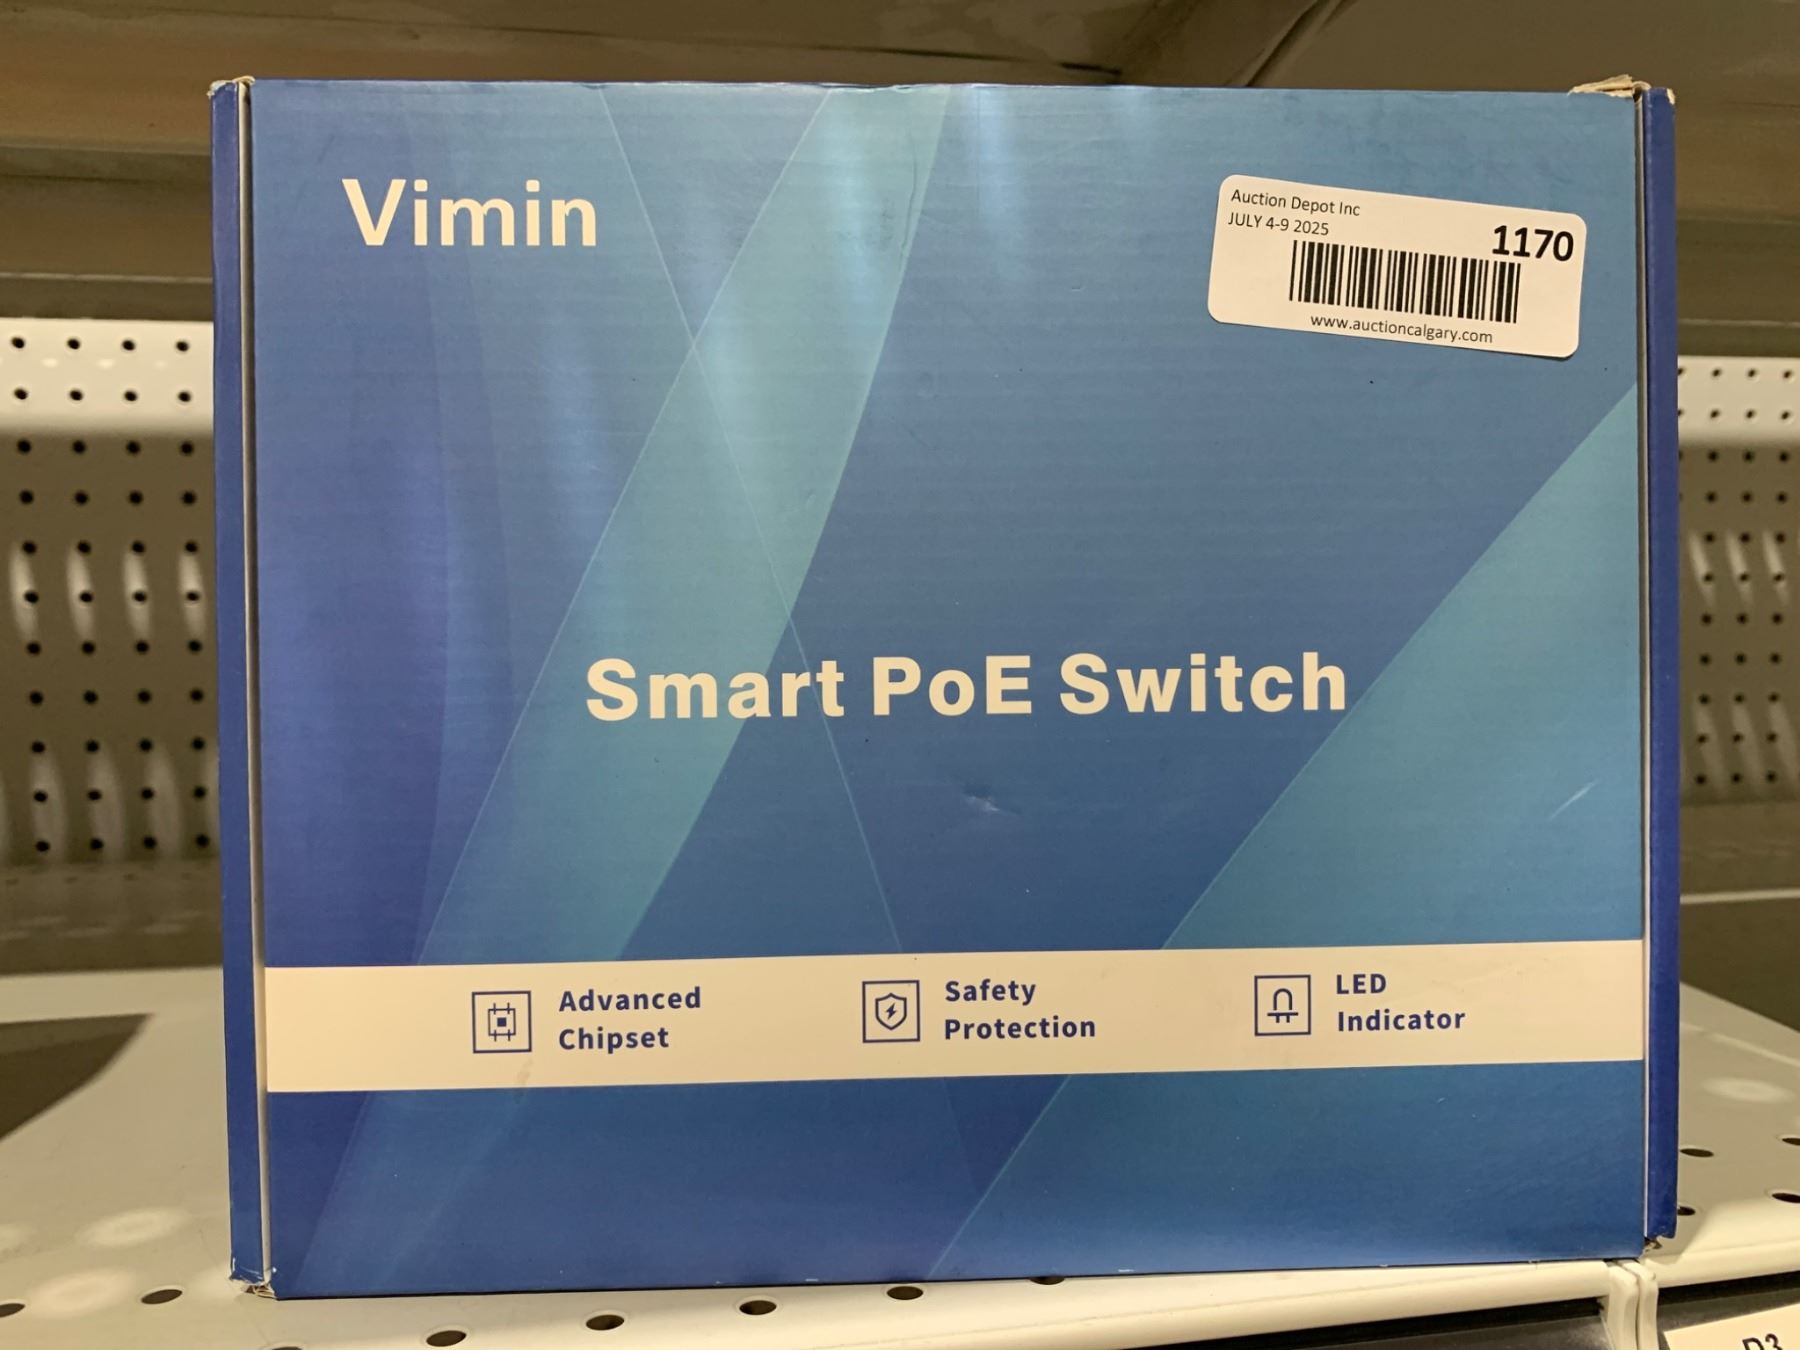 Vimin
Auction Depot Inc
JULY 4-9 2025
1170
www.auctioncalgary.com
Smart PoE Switch
Advanced
Chipset
Safety
Protection
LED
Indicator